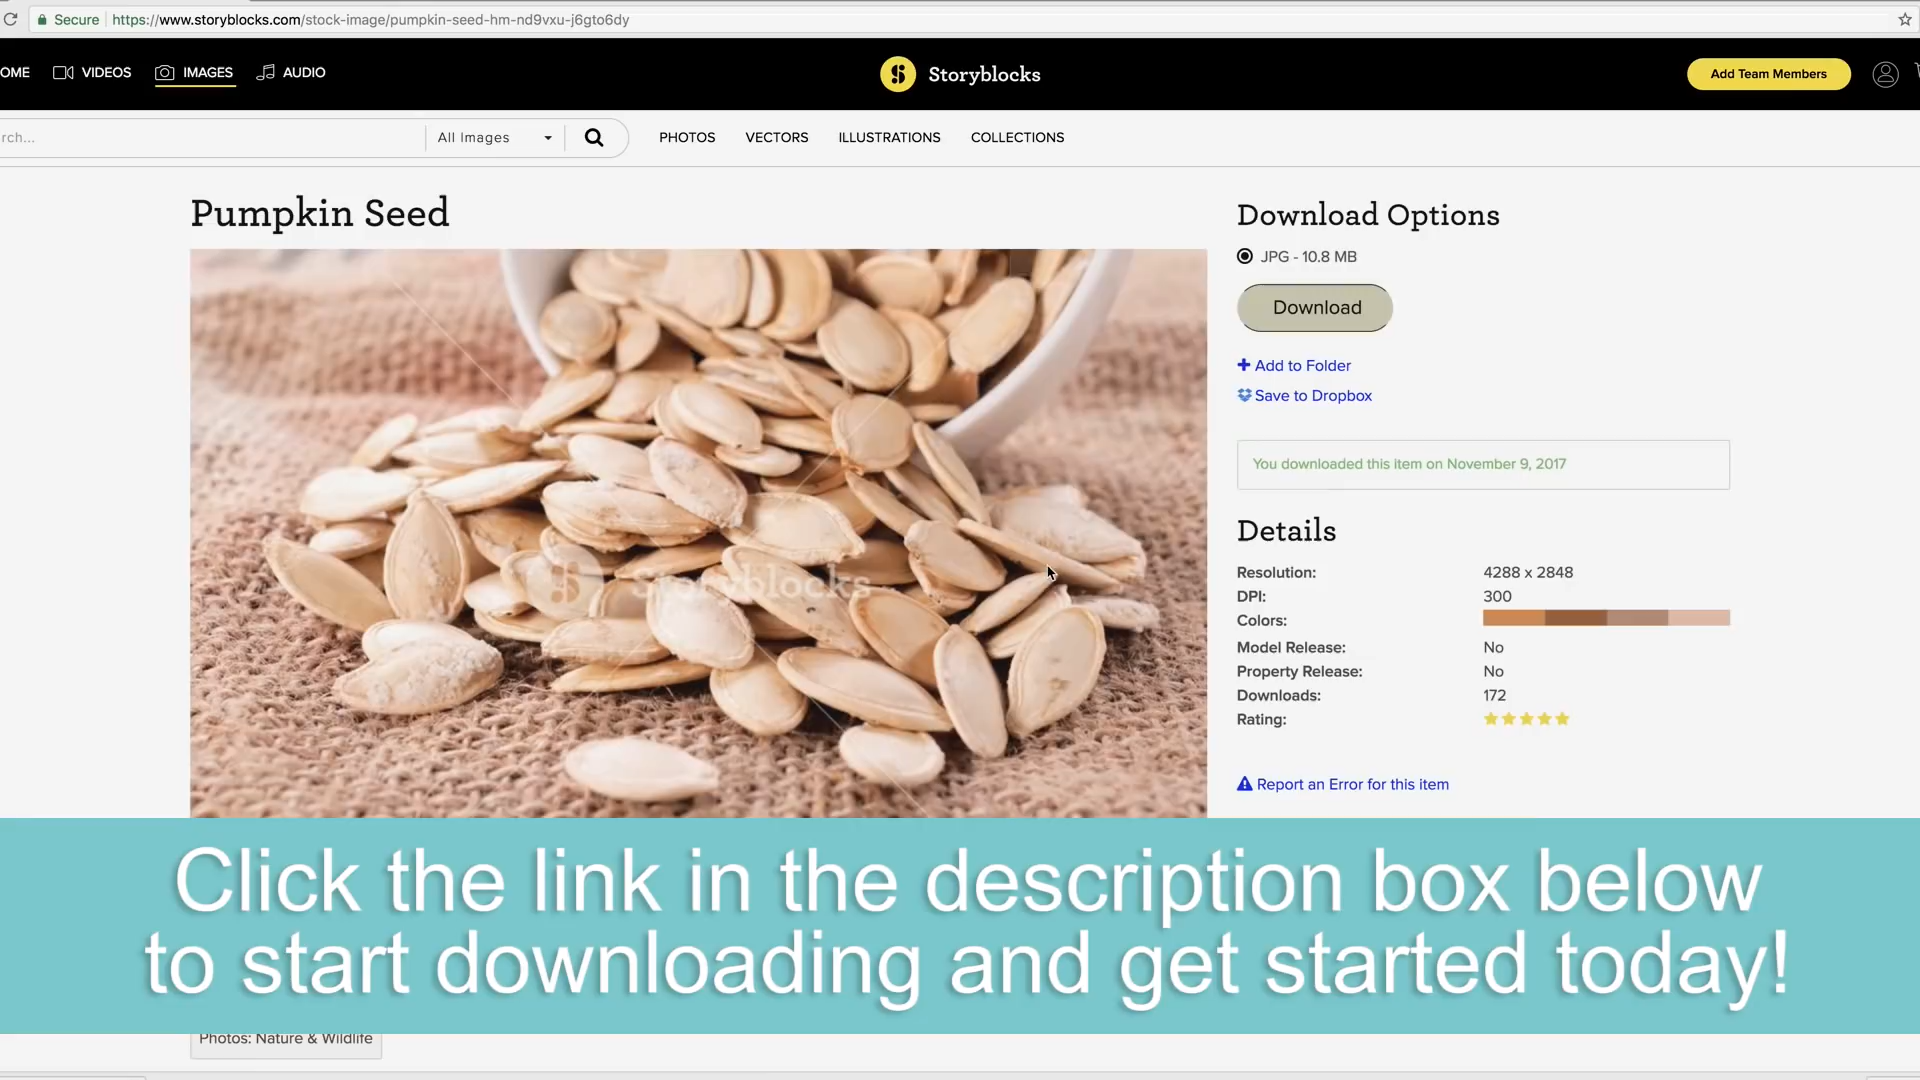 Secure https://www.storyblocks.com/stock-image/pumpkin-seed-hm-nd9vxu-j6gto6dy
OME VIDEOS IMAGES AUDIO Storyblocks Add Team Members
rch... All Images PHOTOS VECTORS ILLUSTRATIONS COLLECTIONS
Pumpkin Seed
Storyblocks
Download Options
JPG - 10.8 MB
Download
Add to Folder
Save to Dropbox
You downloaded this item on November 9, 2017
Details
Resolution: 4288 x 2848
DPI: 300
Colors:
Model Release: No
Property Release: No
Downloads: 172
Rating:
Report an Error for this item
Click the link in the description box below
to start downloading and get started today!
Photos: Nature & Wildlife